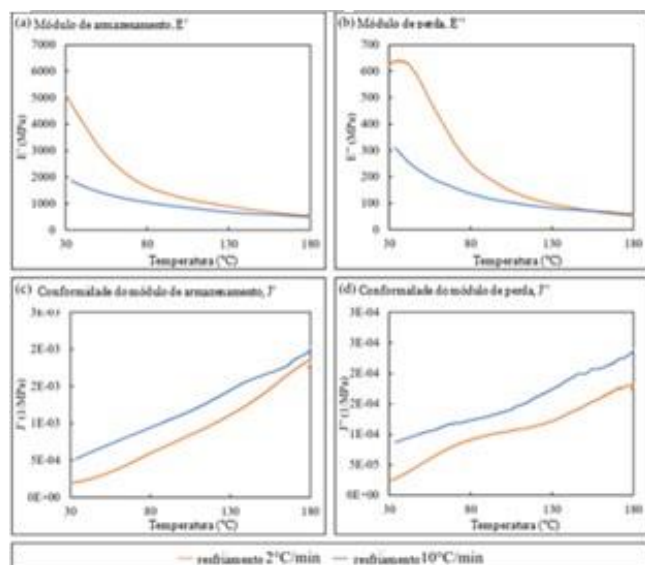 (a) Módulo de armazenamento, E'
7000
6000
5000
4000
3000
2000
1000
0
E' (MPa)
30 80 130 180
Temperatura (°C)
(b) Módulo de perda, E''
700
600
500
400
300
200
100
0
E'' (MPa)
30 80 130 180
Temperatura (°C)
(c) Conformalade do módulo de armazenamento, J'
3E-03
2E-03
2E-03
1E-03
5E-04
0E+00
J' (1/MPa)
30 80 130 180
Temperatura (°C)
(d) Conformalade do módulo de perda, J''
3E-04
3E-04
2E-04
2E-04
1E-04
5E-05
0E+00
J'' (1/MPa)
30 80 130 180
Temperatura (°C)
resfriamento 2°C/min resfriamento 10°C/min